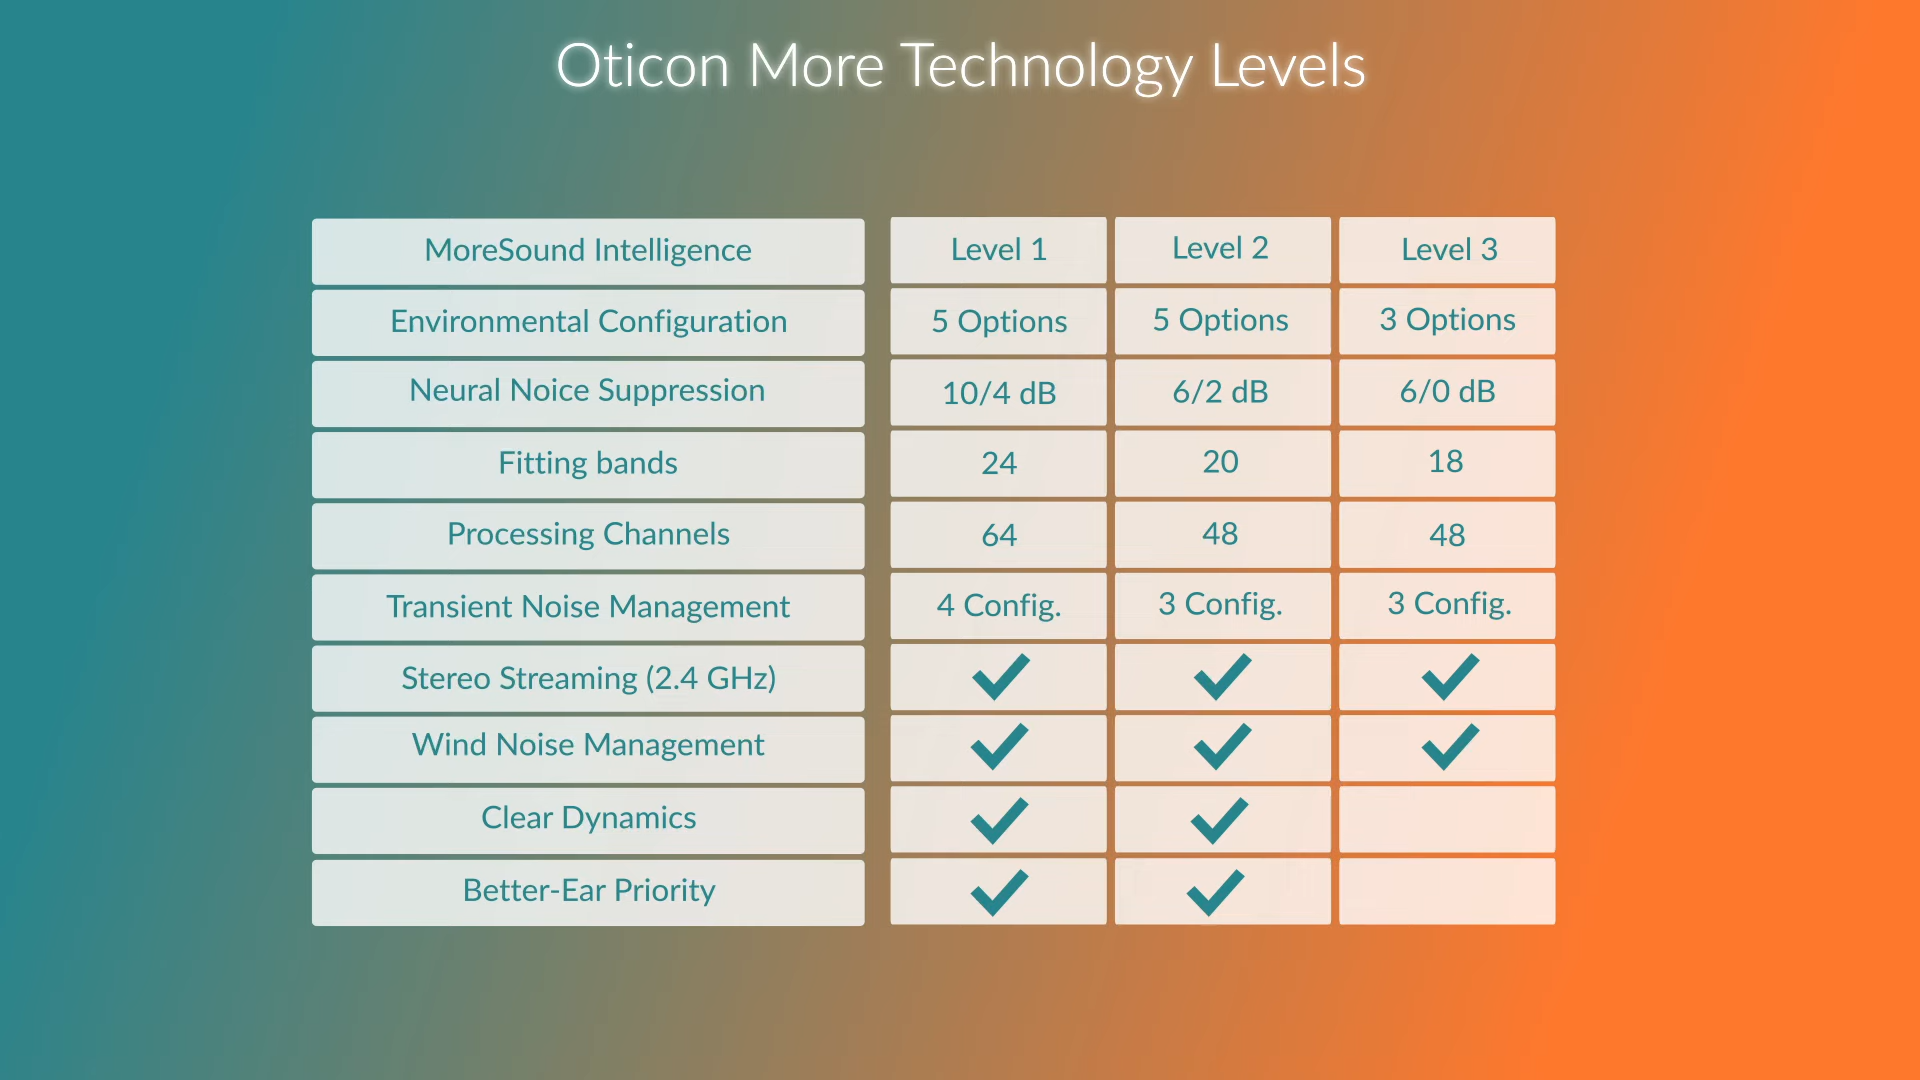 Oticon More Technology Levels
MoreSound Intelligence Level 1 Level 2 Level 3
Environmental Configuration 5 Options 5 Options 3 Options
Neural Noice Suppression 10/4 dB 6/2 dB 6/0 dB
Fitting bands 24 20 18
Processing Channels 64 48 48
Transient Noise Management 4 Config. 3 Config. 3 Config.
Stereo Streaming (2.4 GHz)
Wind Noise Management
Clear Dynamics
Better-Ear Priority